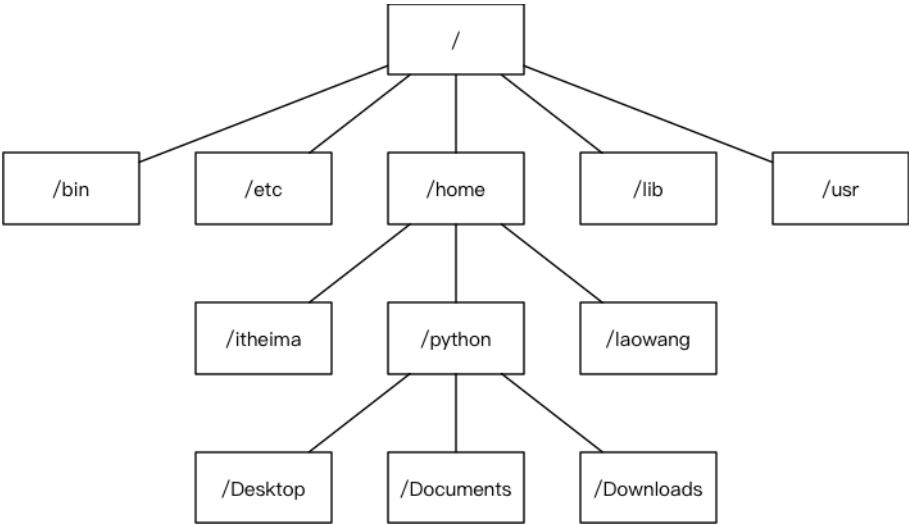 /
/bin
/etc
/home
/lib
/usr
/itheima
/python
/laowang
/Desktop
/Documents
/Downloads